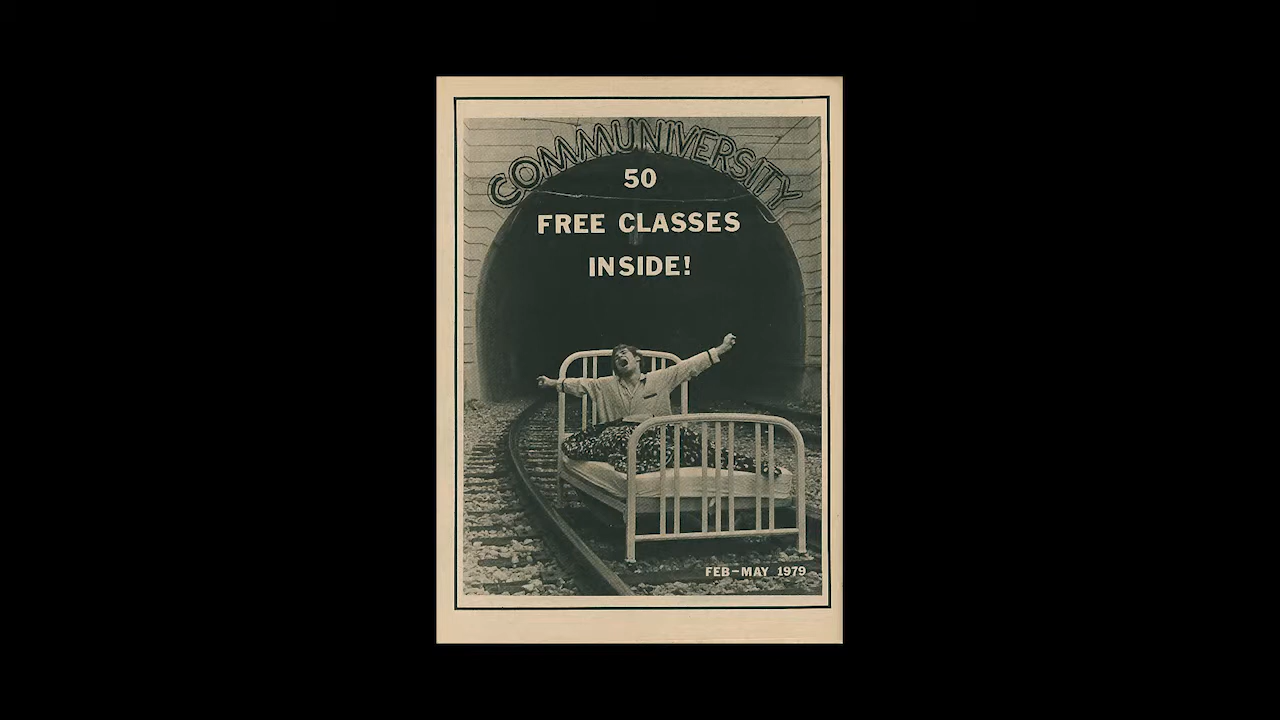 COMMUNIVERSITY
50
FREE CLASSES
INSIDE!
FEB-MAY 1979